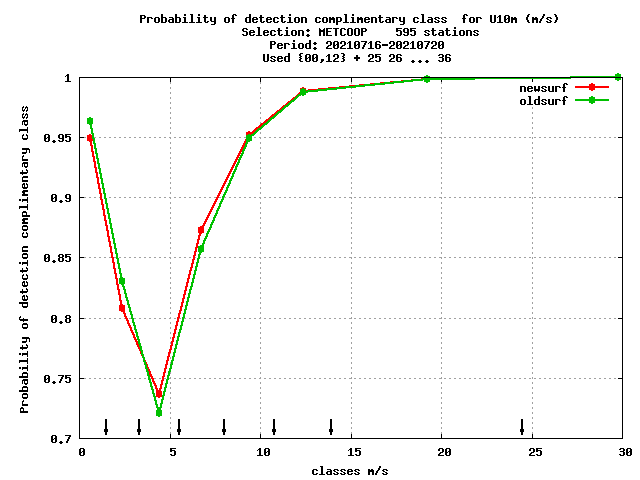 Probability of detection complimentary class  for U10m (m/s)
Selection: METCOOP    595 stations
Period: 20210716-20210720
Used {00,12} + 25 26 ... 36
newsurf
oldsurf
Probability of detection complimentary class
1
0,95
0,9
0,85
0,8
0,75
0,7
0 5 10 15 20 25 30
classes m/s